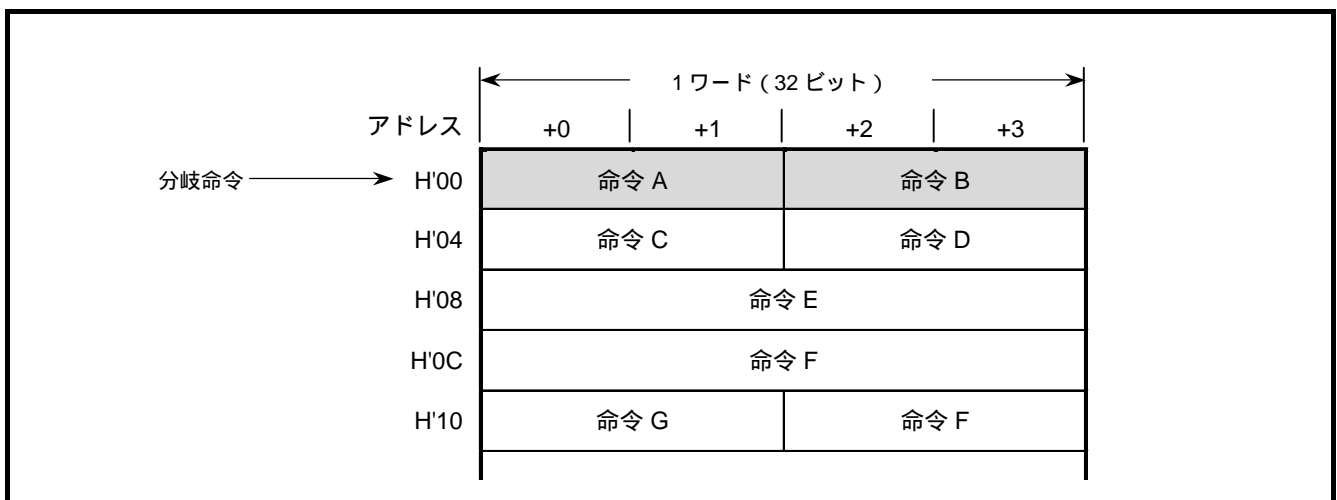 1 ワード ( 32 ビット )
アドレス +0 +1 +2 +3
分岐命令 H'00 命令 A 命令 B
H'04 命令 C 命令 D
H'08 命令 E
H'0C 命令 F
H'10 命令 G 命令 F